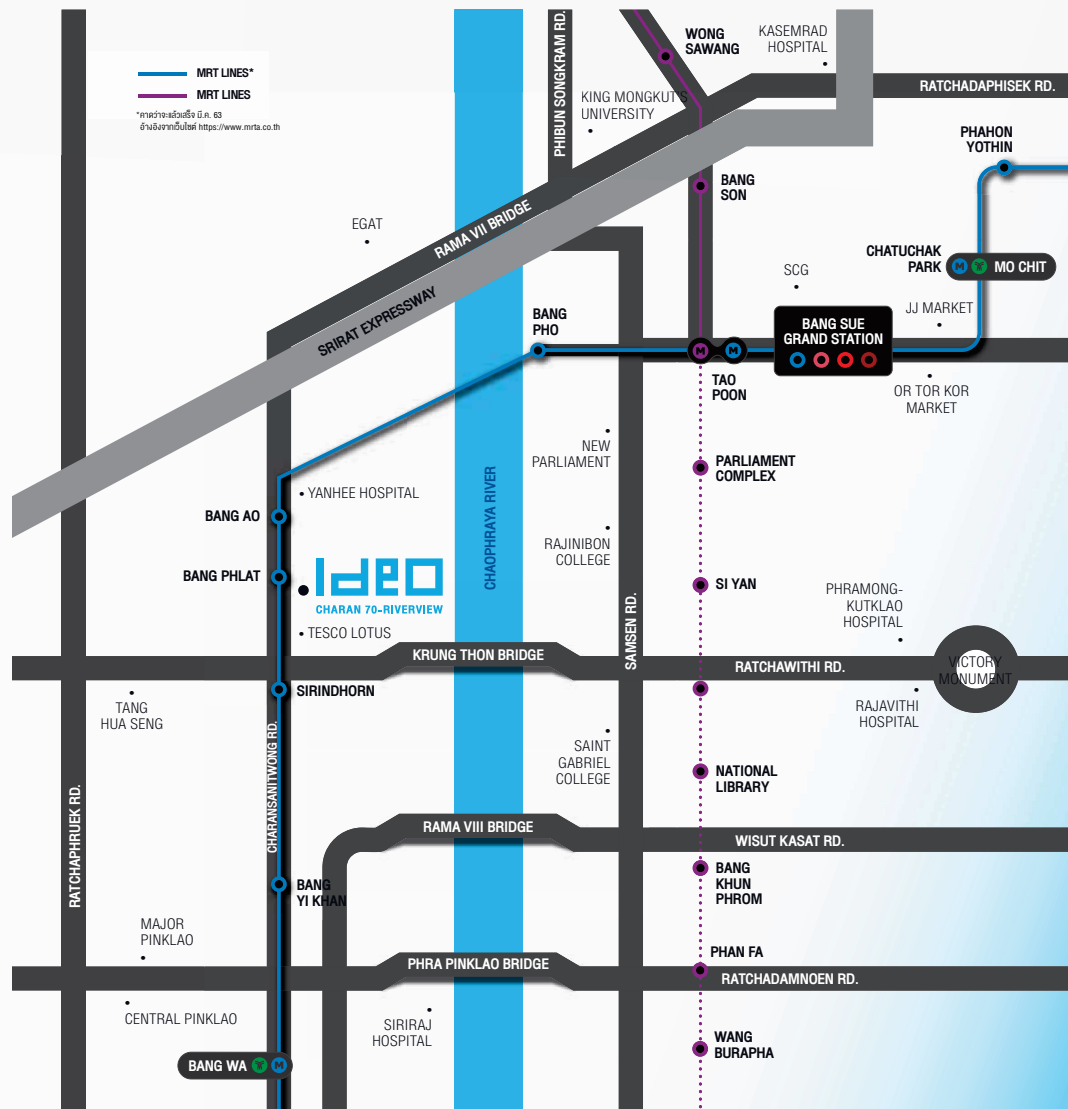 MRT LINES*
MRT LINES
*คาดว่าจะแล้วเสร็จ มี.ค. 63
อ้างอิงจากเว็บไซต์ https://www.mrta.co.th
PHIBUN SONGKRAM RD.
WONG
SAWANG
KASEMRAD
HOSPITAL
RATCHADAPHISEK RD.
KING MONGKUT'S
UNIVERSITY
PHAHON
YOTHIN
BANG
SON
EGAT
RAMA VII BRIDGE
SRIRAT EXPRESSWAY
CHATUCHAK
PARK
M
MO CHIT
SCG
JJ MARKET
BANG
PHO
BANG SUE
GRAND STATION
M
M
TAO
POON
OR TOR KOR
MARKET
NEW
PARLIAMENT
PARLIAMENT
COMPLEX
CHAOPHRAYA RIVER
YANHEE HOSPITAL
BANG AO
RAJINIBON
COLLEGE
BANG PHLAT
Ideo
CHARAN 70-RIVERVIEW
SI YAN
PHRAMONG-
KUTKLAO
HOSPITAL
TESCO LOTUS
SAMSEN RD.
KRUNG THON BRIDGE
RATCHAWITHI RD.
VICTORY
MONUMENT
SIRINDHORN
TANG
HUA SENG
RAJAVITHI
HOSPITAL
CHARANSANITWONG RD.
SAINT
GABRIEL
COLLEGE
NATIONAL
LIBRARY
RATCHAPHRUEK RD.
RAMA VIII BRIDGE
WISUT KASAT RD.
BANG
YI KHAN
BANG
KHUN
PHROM
MAJOR
PINKLAO
PHAN FA
PHRA PINKLAO BRIDGE
RATCHADAMNOEN RD.
CENTRAL PINKLAO
SIRIRAJ
HOSPITAL
WANG
BURAPHA
BANG WA
M